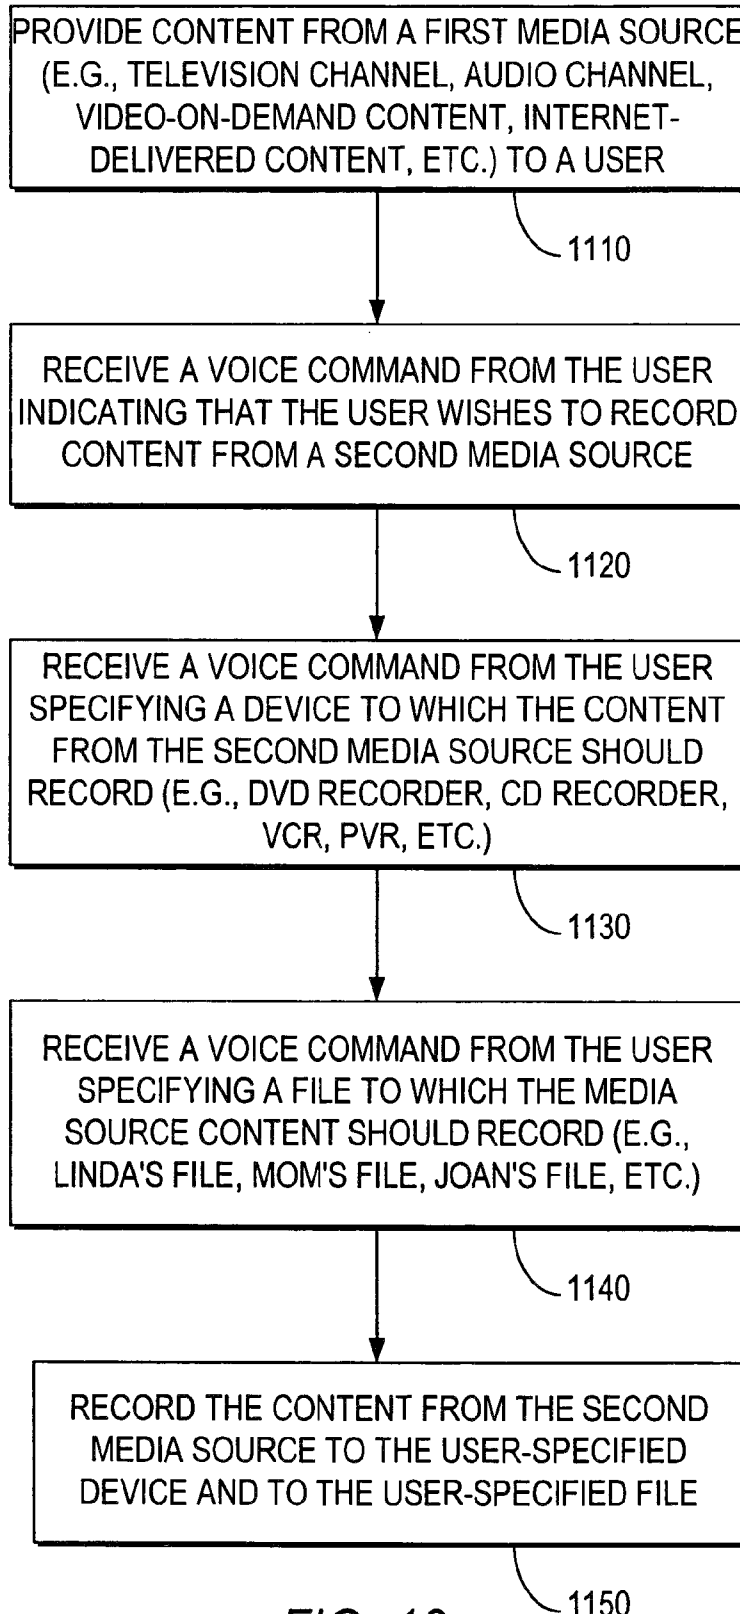 PROVIDE CONTENT FROM A FIRST MEDIA SOURCE
(E.G., TELEVISION CHANNEL, AUDIO CHANNEL,
VIDEO-ON-DEMAND CONTENT, INTERNET-
DELIVERED CONTENT, ETC.) TO A USER
1110
RECEIVE A VOICE COMMAND FROM THE USER
INDICATING THAT THE USER WISHES TO RECORD
CONTENT FROM A SECOND MEDIA SOURCE
1120
RECEIVE A VOICE COMMAND FROM THE USER
SPECIFYING A DEVICE TO WHICH THE CONTENT
FROM THE SECOND MEDIA SOURCE SHOULD
RECORD (E.G., DVD RECORDER, CD RECORDER,
VCR, PVR, ETC.)
1130
RECEIVE A VOICE COMMAND FROM THE USER
SPECIFYING A FILE TO WHICH THE MEDIA
SOURCE CONTENT SHOULD RECORD (E.G.,
LINDA'S FILE, MOM'S FILE, JOAN'S FILE, ETC.)
1140
RECORD THE CONTENT FROM THE SECOND
MEDIA SOURCE TO THE USER-SPECIFIED
DEVICE AND TO THE USER-SPECIFIED FILE
1150